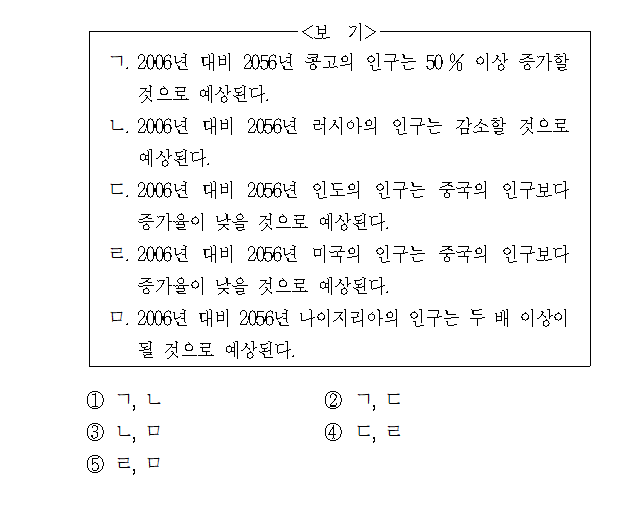 <보 기>
ㄱ. 2006년 대비 2056년 콩고의 인구는 50 % 이상 증가할
것으로 예상된다.
ㄴ. 2006년 대비 2056년 러시아의 인구는 감소할 것으로
예상된다.
ㄷ. 2006년 대비 2056년 인도의 인구는 중국의 인구보다
증가율이 낮을 것으로 예상된다.
ㄹ. 2006년 대비 2056년 미국의 인구는 중국의 인구보다
증가율이 낮을 것으로 예상된다.
ㅁ. 2006년 대비 2056년 나이지리아의 인구는 두 배 이상이
될 것으로 예상된다.
① ㄱ, ㄴ ② ㄱ, ㄷ
③ ㄴ, ㅁ ④ ㄷ, ㄹ
⑤ ㄹ, ㅁ